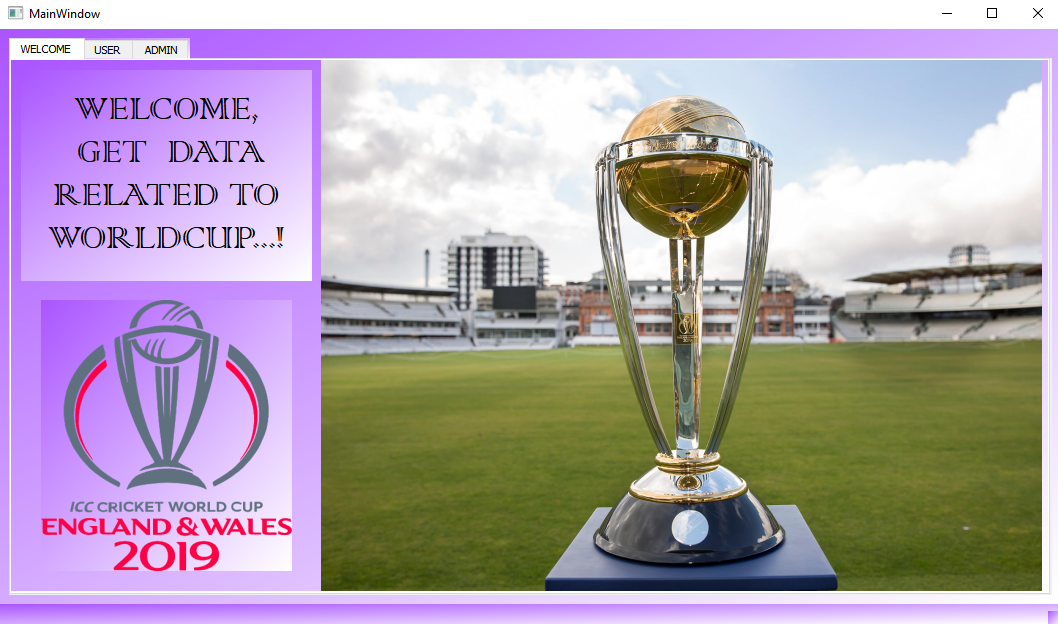 MainWindow
WELCOME USER ADMIN
WELCOME,
GET DATA
RELATED TO
WORLDCUP...!
ICC CRICKET WORLD CUP
ENGLAND & WALES
2019